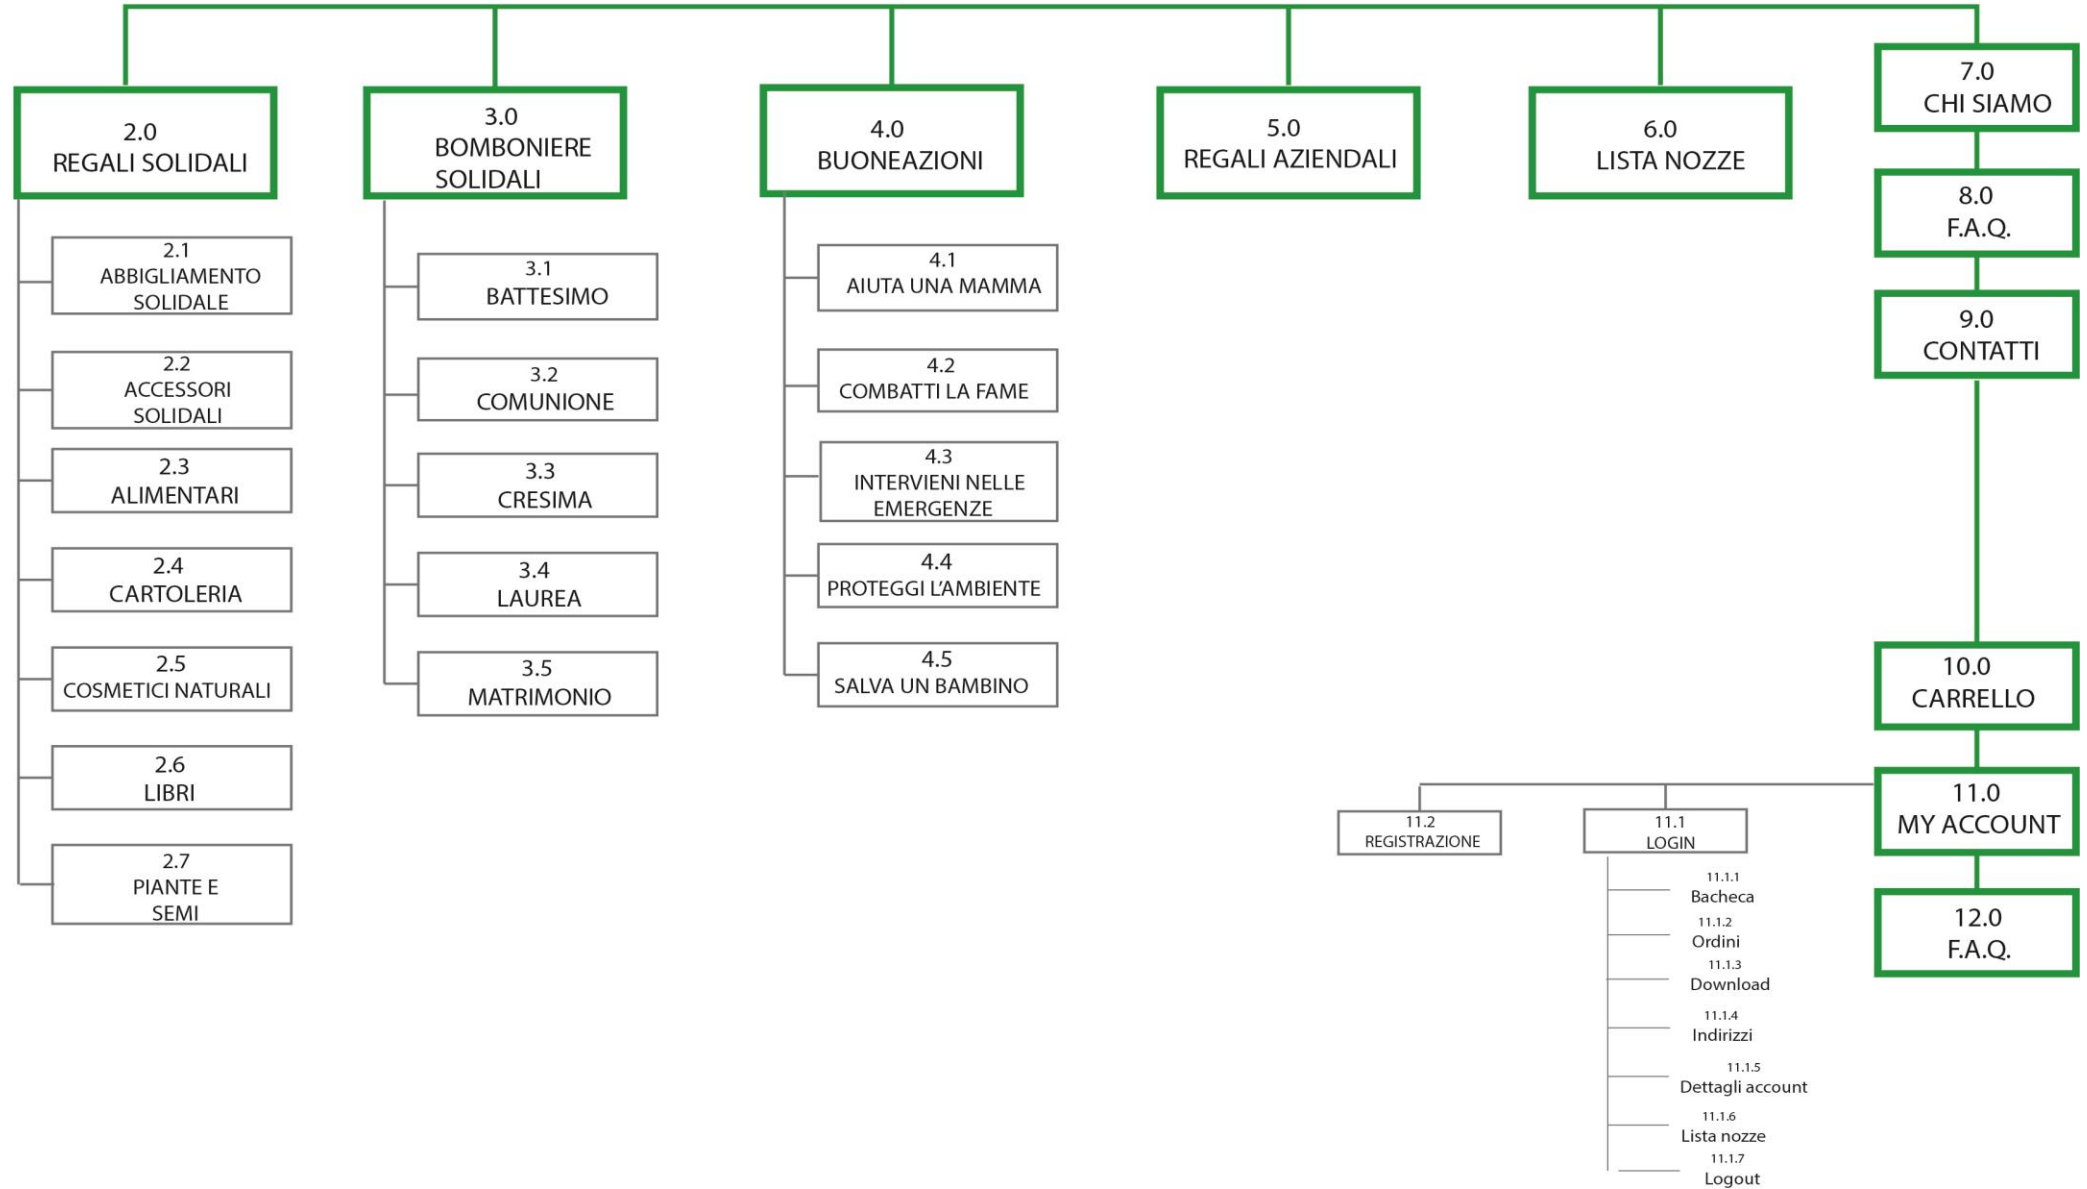 2.0
REGALI SOLIDALI
2.1
ABBIGLIAMENTO
SOLIDALE
2.2
ACCESSORI
SOLIDALI
2.3
ALIMENTARI
2.4
CARTOLERIA
2.5
COSMETICI NATURALI
2.6
LIBRI
2.7
PIANTE E
SEMI
3.0
BOMBONIERE
SOLIDALI
3.1
BATTESIMO
3.2
COMUNIONE
3.3
CRESIMA
3.4
LAUREA
3.5
MATRIMONIO
4.0
BUONEAZIONI
4.1
AIUTA UNA MAMMA
4.2
COMBATTI LA FAME
4.3
INTERVIENI NELLE
EMERGENZE
4.4
PROTEGGI L'AMBIENTE
4.5
SALVA UN BAMBINO
5.0
REGALI AZIENDALI
6.0
LISTA NOZZE
7.0
CHI SIAMO
8.0
F.A.Q.
9.0
CONTATTI
10.0
CARRELLO
11.0
MY ACCOUNT
11.2
REGISTRAZIONE
11.1
LOGIN
11.1.1
Bacheca
11.1.2
Ordini
11.1.3
Download
11.1.4
Indirizzi
11.1.5
Dettagli account
11.1.6
Lista nozze
11.1.7
Logout
12.0
F.A.Q.